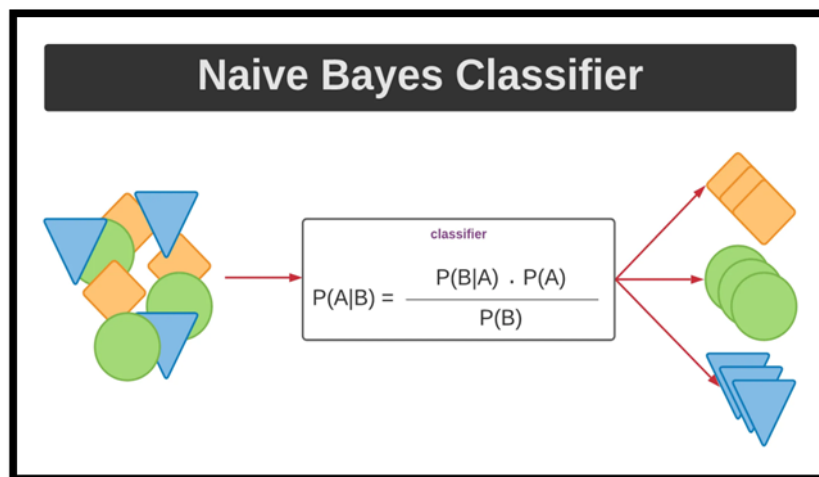 Naive Bayes Classifier
classifier
P(A|B) = P(B|A) . P(A)
P(B)